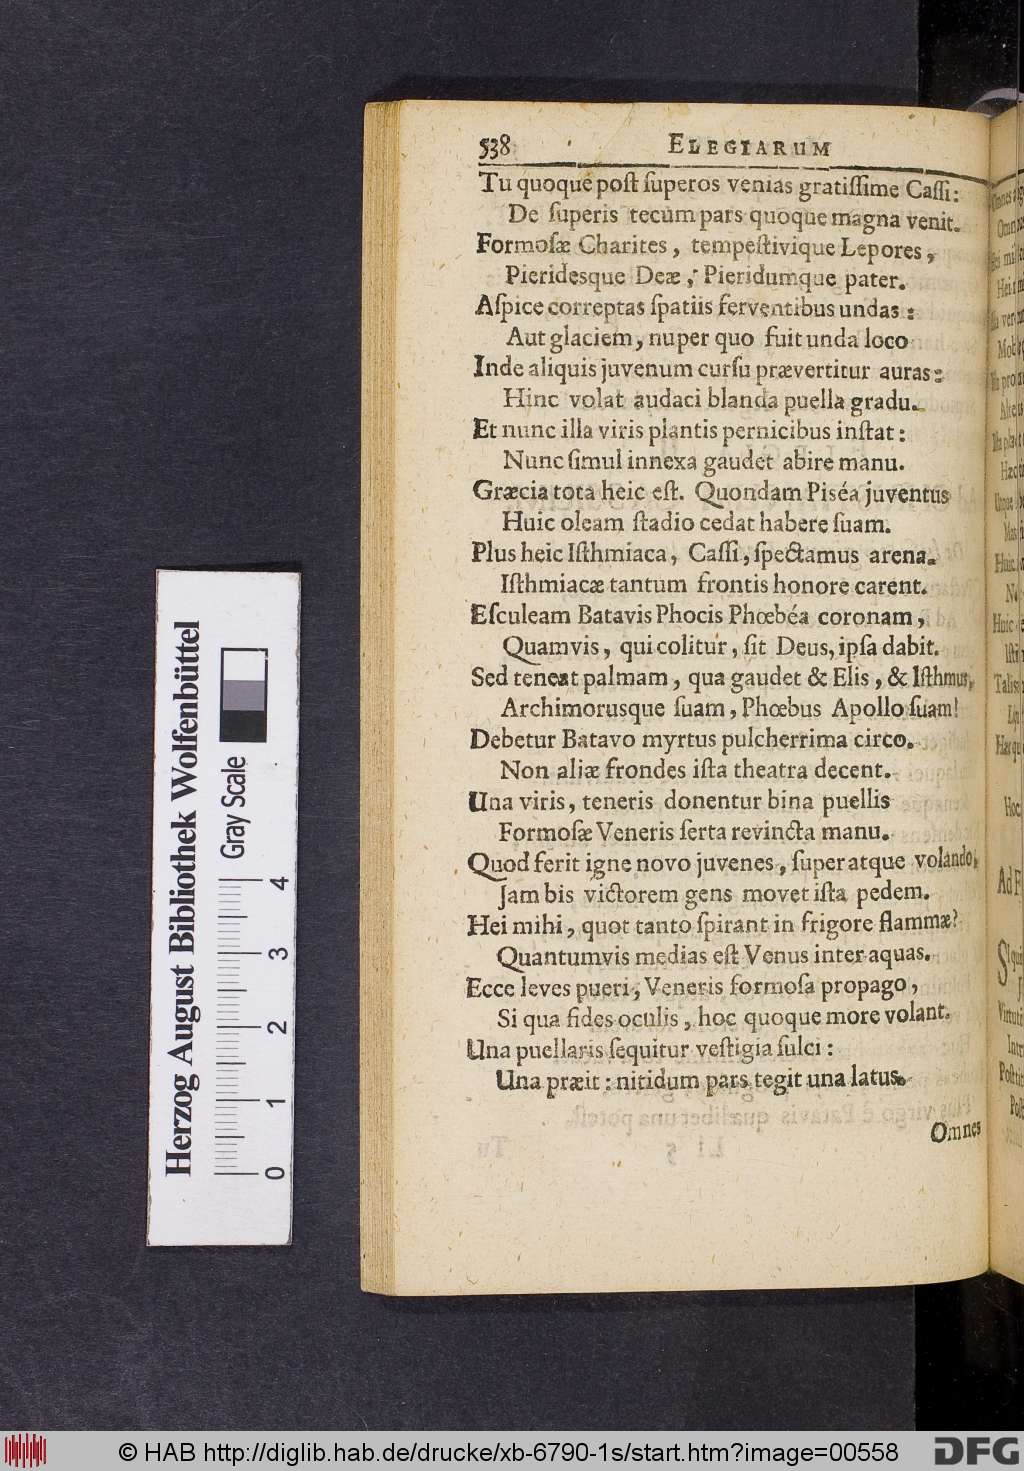 538 ELEGIARUM
Tu quoque post superos venias gratissime Cassi:
De superis tecum pars quoque magna venit.
Formosæ Charites, tempestivique Lepores,
Pieridesque Deæ, Pieridumque pater.
Aſpice correptas ſpatiis ferventibus undas:
Aut glaciem, nuper quo fuit unda loco
Inde aliquis juvenum curſu prævertitur auras:
Hinc volat audaci blanda puella gradu.
Et nunc illa viris plantis pernicibus inſtat:
Nunc ſimul innexa gaudet abire manu.
Græcia tota heic eſt. Quondam Piséa juventus
Huic oleam ſtadio cedat habere ſuam.
Plus heic Iſthmiaca, Caſſi, ſpectamus arena.
Iſthmiacæ tantum frontis honore carent.
Eſculeam Batavis Phocis Phœbéa coronam,
Quamvis, qui colitur, ſit Deus, ipſa dabit.
Sed teneat palmam, qua gaudet & Elis, & Iſthmus,
Archimorusque ſuam, Phœbus Apollo ſuam!
Debetur Batavo myrtus pulcherrima circo.
Non aliæ frondes iſta theatra decent.
Una viris, teneris donentur bina puellis
Formoſæ Veneris ſerta revincta manu.
Quod ferit igne novo juvenes, ſuperatque volando,
Jam bis victorem gens movet iſta pedem.
Hei mihi, quot tanto ſpirant in frigore flammæ?
Quantumvis medias eſt Venus inter aquas.
Ecce leves pueri, Veneris formoſa propago,
Si qua fides oculis, hoc quoque more volant.
Una puellaris ſequitur veſtigia ſulci:
Una præit: nitidum pars tegit una latus.
Omnes
Herzog August Bibliothek Wolfenbüttel
Gray Scale
0 1 2 3 4
© HAB http://diglib.hab.de/drucke/xb-6790-1s/start.htm?image=00558
DFG